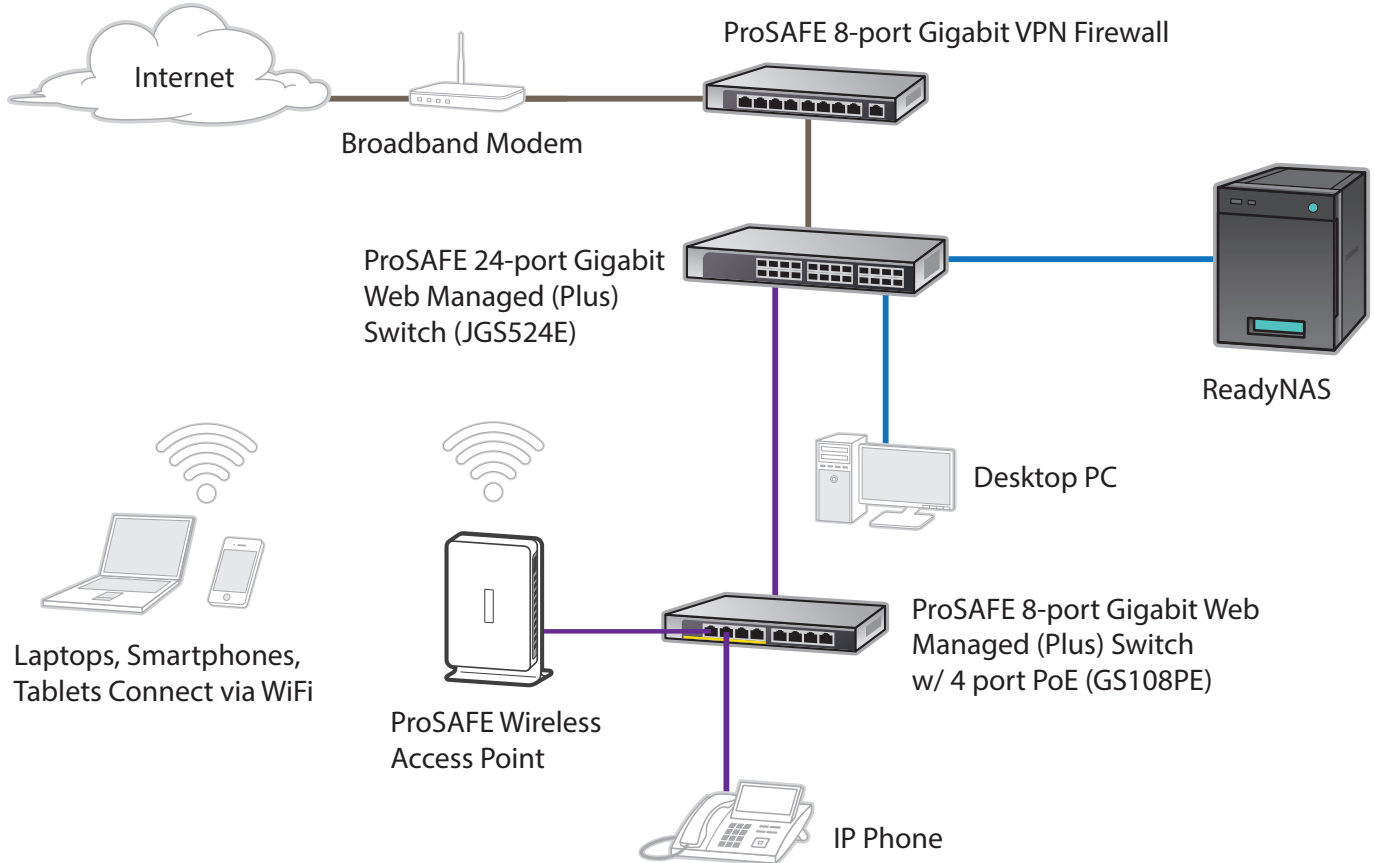 ProSAFE 8-port Gigabit VPN Firewall
Internet
Broadband Modem
ProSAFE 24-port Gigabit
Web Managed (Plus)
Switch (JGS524E)
ReadyNAS
Desktop PC
ProSAFE 8-port Gigabit Web
Managed (Plus) Switch
w/ 4 port PoE (GS108PE)
Laptops, Smartphones,
Tablets Connect via WiFi
ProSAFE Wireless
Access Point
IP Phone